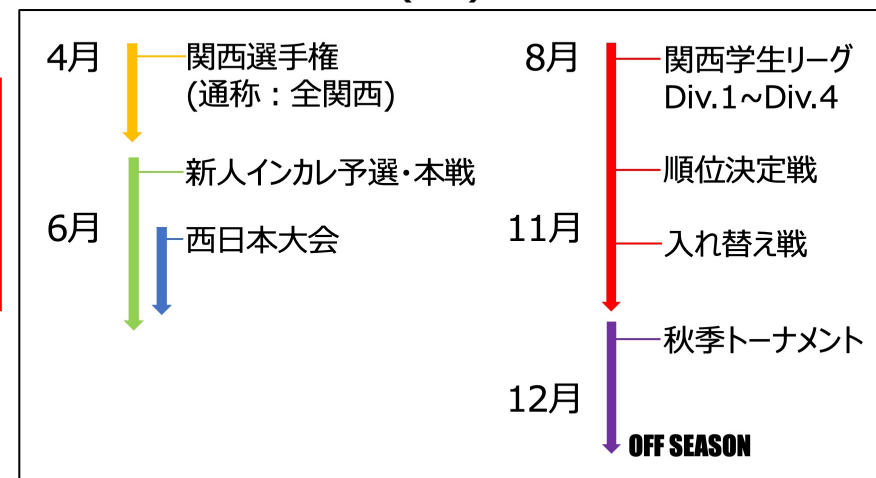 4月
関西選手権
(通称：全関西)
新人インカレ予選・本戦
6月
西日本大会
8月
関西学生リーグ
Div.1~Div.4
順位決定戦
11月
入れ替え戦
秋季トーナメント
12月
OFF SEASON